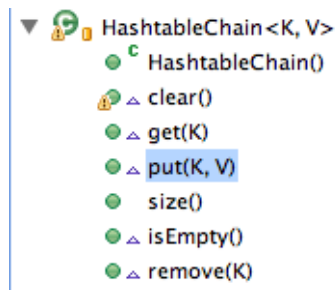 HashtableChain<K, V>
HashtableChain()
clear()
get(K)
put(K, V)
size()
isEmpty()
remove(K)